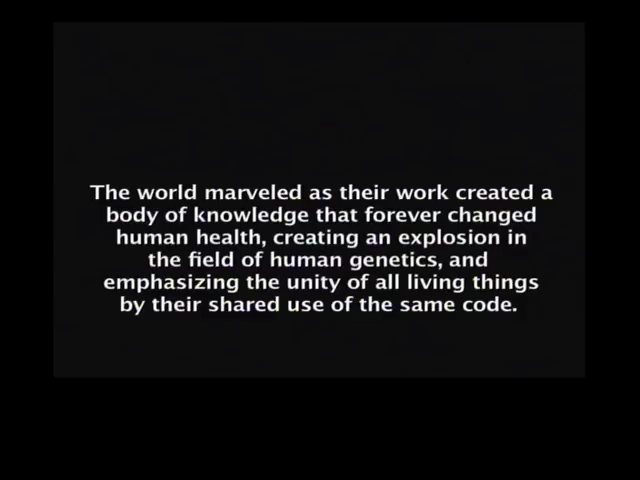 The world marveled as their work created a
body of knowledge that forever changed
human health, creating an explosion in
the field of human genetics, and
emphasizing the unity of all living things
by their shared use of the same code.